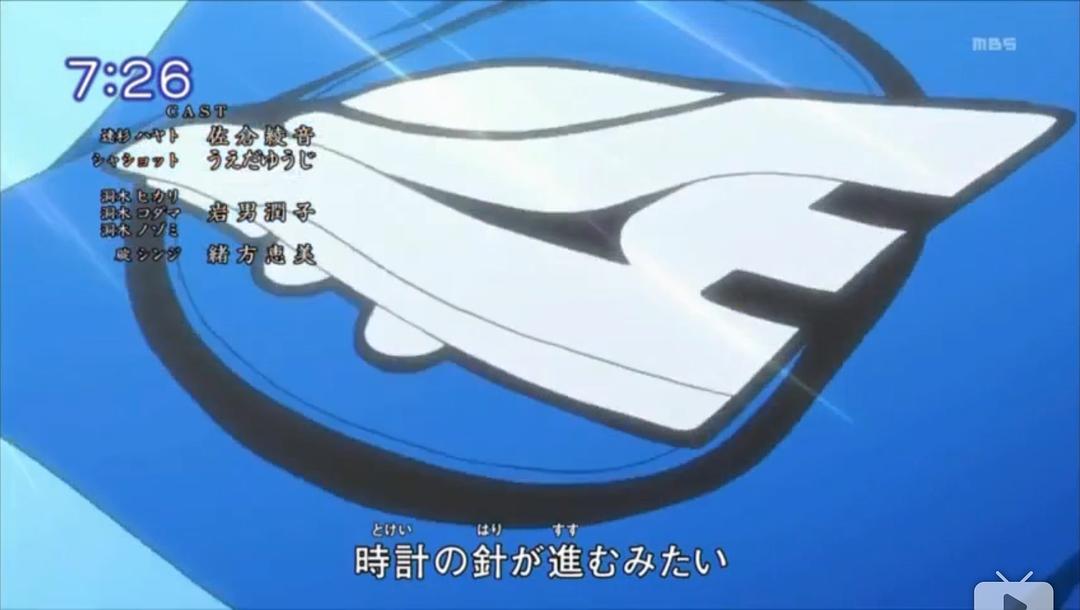 7:26
MBS
CAST
速杉 ハヤト 佐倉綾音
シャショット うえだゆうじ
洞木 ヒカリ
洞木 コダマ 岩男潤子
洞木 ノゾミ
碇 シンジ 緒方恵美
とけい はり すす
時計の針が進むみたい